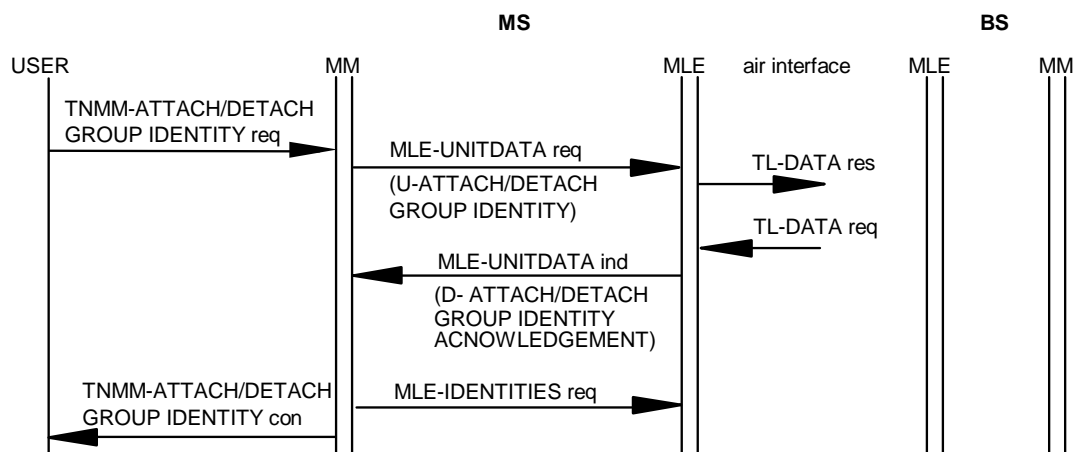 MS BS
USER MM MLE air interface MLE MM
TNMM-ATTACH/DETACH
GROUP IDENTITY req
MLE-UNITDATA req
(U-ATTACH/DETACH
GROUP IDENTITY)
TL-DATA res
TL-DATA req
MLE-UNITDATA ind
(D- ATTACH/DETACH
GROUP IDENTITY
ACNOWLEDGEMENT)
TNMM-ATTACH/DETACH
GROUP IDENTITY con
MLE-IDENTITIES req